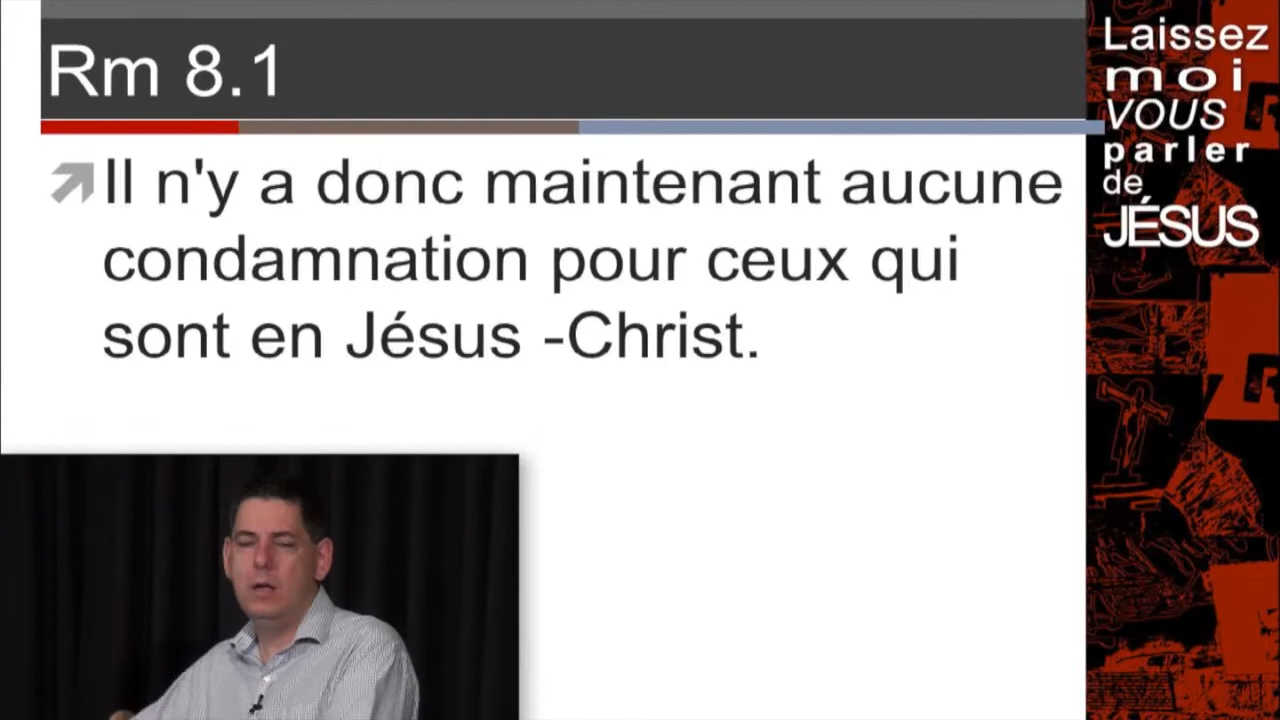 Rm 8.1
Il n'y a donc maintenant aucune
condamnation pour ceux qui
sont en Jésus -Christ.
Laissez
moi
VOUS
parler
de
JÉSUS